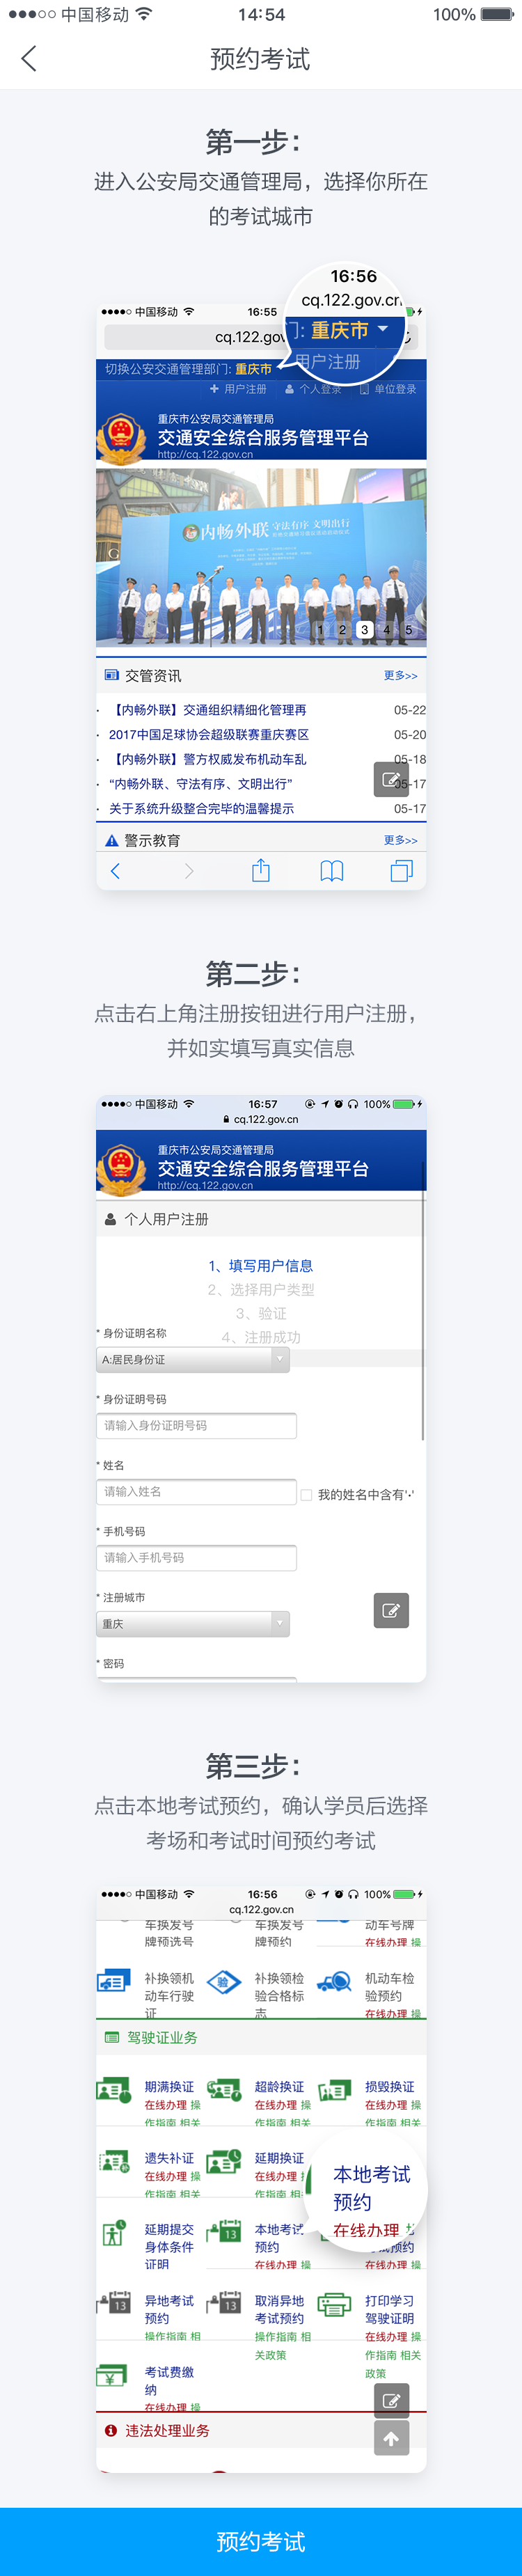 中国移动 14:54 100%
预约考试
第一步：
进入公安局交通管理局，选择你所在
的考试城市
16:56
cq.122.gov.cn
门: 重庆市
用户注册
中国移动 16:55
cq.122.gov
切换公安交通管理部门: 重庆市
用户注册 个人登录 单位登录
重庆市公安局交通管理局
交通安全综合服务管理平台
http://cq.122.gov.cn
内畅外联 守法有序 文明出行
1 2 3 4 5
交管资讯 更多>>
· 【内畅外联】交通组织精细化管理再 05-22
· 2017中国足球协会超级联赛重庆赛区 05-20
· 【内畅外联】警方权威发布机动车乱 05-18
· “内畅外联、守法有序、文明出行” 05-17
· 关于系统升级整合完毕的温馨提示 05-17
警示教育 更多>>
第二步：
点击右上角注册按钮进行用户注册，
并如实填写真实信息
中国移动 16:57 100%
cq.122.gov.cn
重庆市公安局交通管理局
交通安全综合服务管理平台
http://cq.122.gov.cn
个人用户注册
1、填写用户信息
2、选择用户类型
3、验证
4、注册成功
* 身份证明名称
A:居民身份证
* 身份证明号码
请输入身份证明号码
* 姓名
请输入姓名 我的姓名中含有'·'
* 手机号码
请输入手机号码
* 注册城市
重庆
* 密码
第三步：
点击本地考试预约，确认学员后选择
考场和考试时间预约考试
中国移动 16:56 100%
cq.122.gov.cn
车换发号 车换发号 动车号牌
牌预选号 牌预约 在线办理 操
补换领机 补换领检 机动车检
动车行驶 验合格标 验预约
证 志 在线办理 操
驾驶证业务
期满换证 超龄换证 损毁换证
在线办理 操 在线办理 操 在线办理 操
作指南 相关 作指南 相关 作指南 相关
遗失补证 延期换证
在线办理 操 在线办理
作指南 相关 作指南 相
本地考试
预约
在线办理
延期提交 本地考试
身体条件 预约 考试预约
证明 在线办理 操 在线办理 操
异地考试 取消异地 打印学习
预约 考试预约 驾驶证明
操作指南 相 操作指南 相 在线办理 操
关政策 作指南 相关
政策
考试费缴
纳
在线办理 操
违法处理业务
预约考试